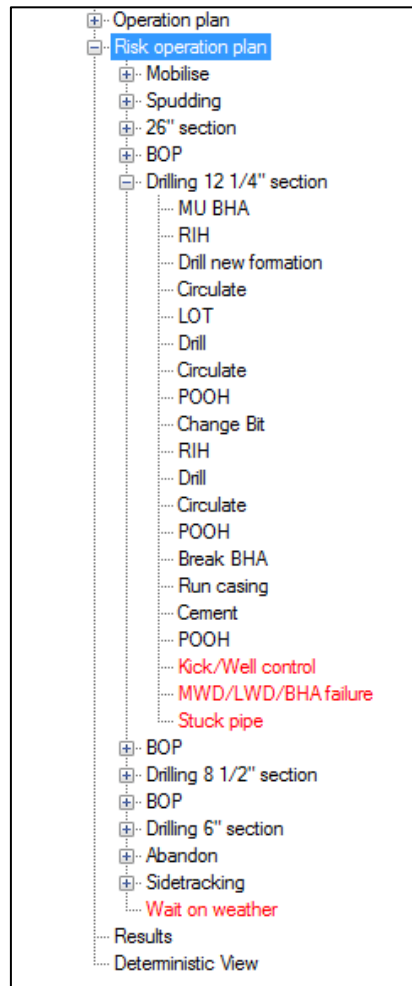 Operation plan
Risk operation plan
Mobilise
Spudding
26" section
BOP
Drilling 12 1/4" section
MU BHA
RIH
Drill new formation
Circulate
LOT
Drill
Circulate
POOH
Change Bit
RIH
Drill
Circulate
POOH
Break BHA
Run casing
Cement
POOH
Kick/Well control
MWD/LWD/BHA failure
Stuck pipe
BOP
Drilling 8 1/2" section
BOP
Drilling 6" section
Abandon
Sidetracking
Wait on weather
Results
Deterministic View